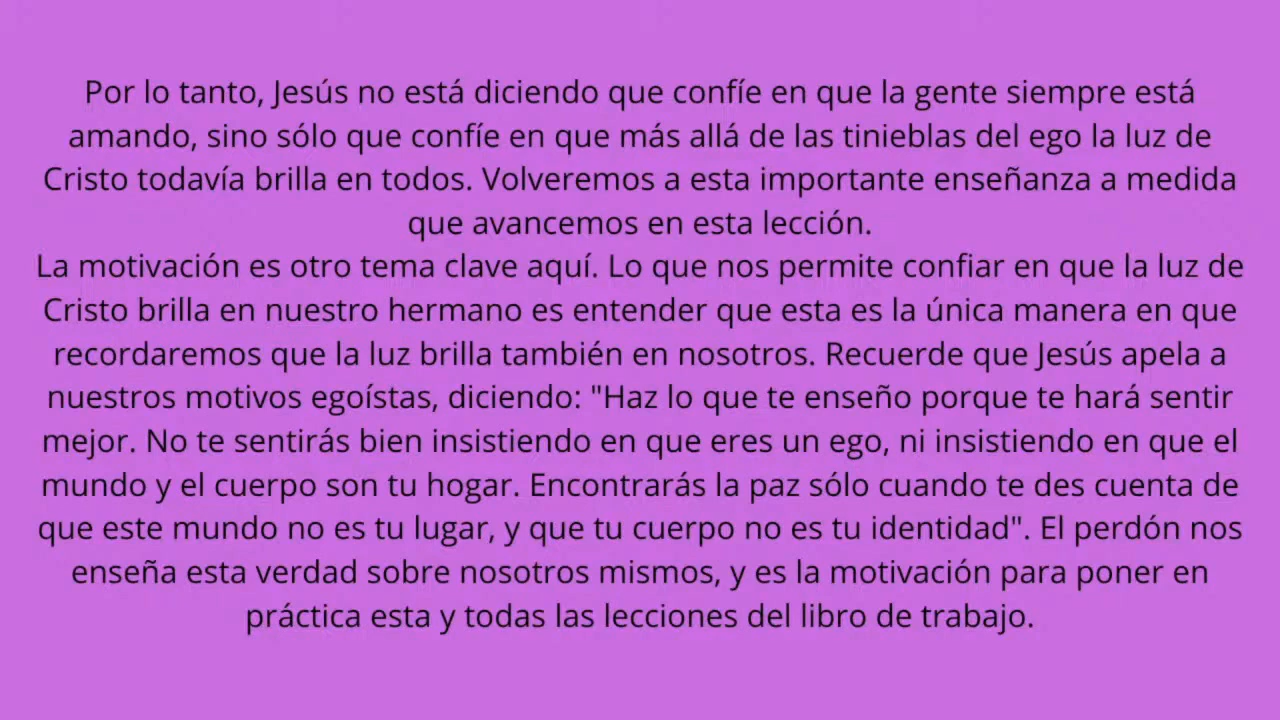 Por lo tanto, Jesús no está diciendo que confíe en que la gente siempre está
amando, sino sólo que confíe en que más allá de las tinieblas del ego la luz de
Cristo todavía brilla en todos. Volveremos a esta importante enseñanza a medida
que avancemos en esta lección.
La motivación es otro tema clave aquí. Lo que nos permite confiar en que la luz de
Cristo brilla en nuestro hermano es entender que esta es la única manera en que
recordaremos que la luz brilla también en nosotros. Recuerde que Jesús apela a
nuestros motivos egoístas, diciendo: "Haz lo que te enseño porque te hará sentir
mejor. No te sentirás bien insistiendo en que eres un ego, ni insistiendo en que el
mundo y el cuerpo son tu hogar. Encontrarás la paz sólo cuando te des cuenta de
que este mundo no es tu lugar, y que tu cuerpo no es tu identidad". El perdón nos
enseña esta verdad sobre nosotros mismos, y es la motivación para poner en
práctica esta y todas las lecciones del libro de trabajo.